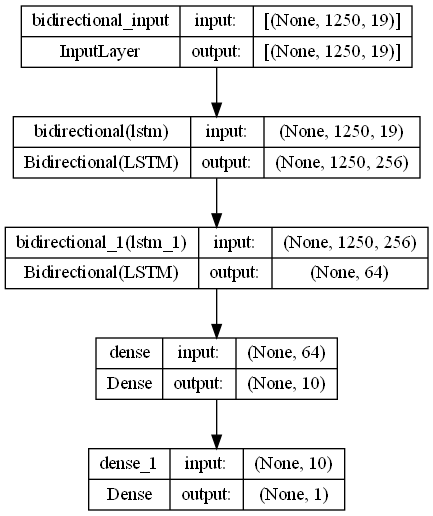 bidirectional_input input: [(None, 1250, 19)]
InputLayer output: [(None, 1250, 19)]
bidirectional(lstm) input: (None, 1250, 19)
Bidirectional(LSTM) output: (None, 1250, 256)
bidirectional_1(lstm_1) input: (None, 1250, 256)
Bidirectional(LSTM) output: (None, 64)
dense input: (None, 64)
Dense output: (None, 10)
dense_1 input: (None, 10)
Dense output: (None, 1)